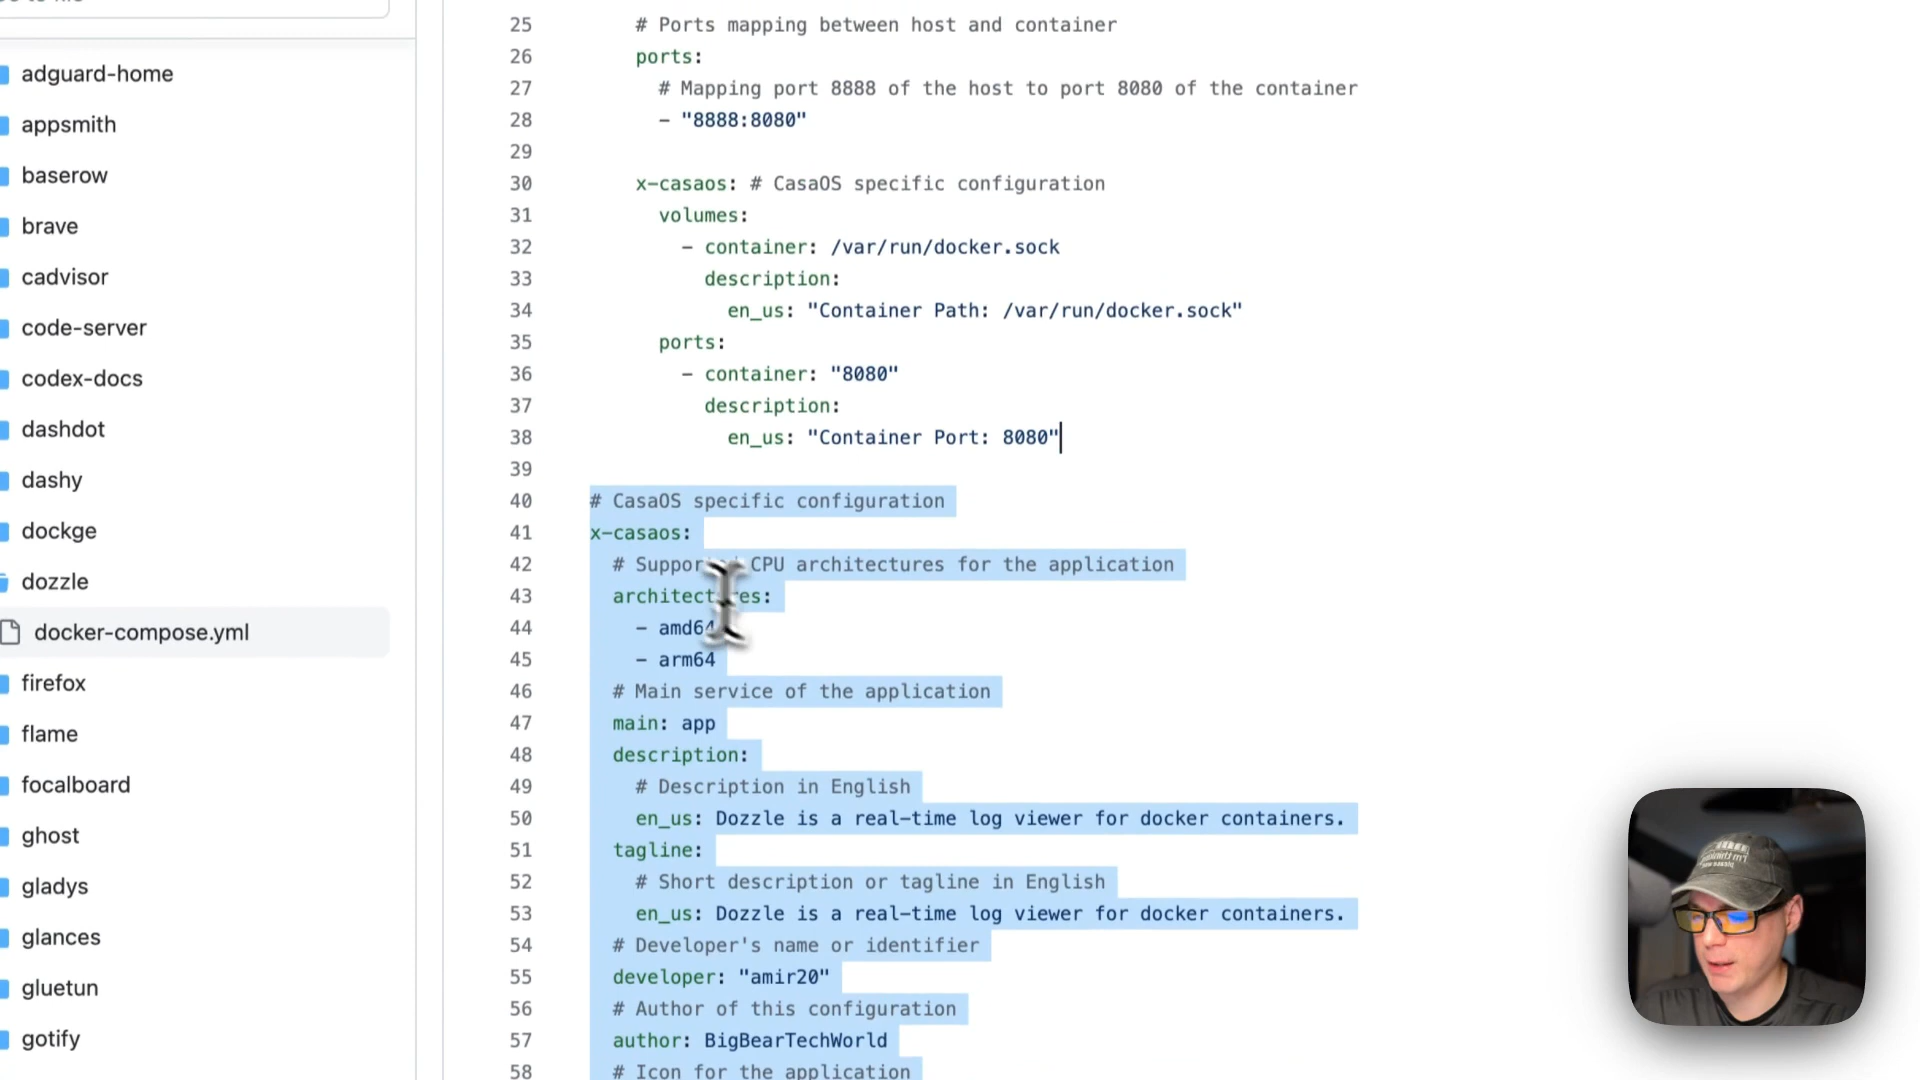 adguard-home
appsmith
baserow
brave
cadvisor
code-server
codex-docs
dashdot
dashy
dockge
dozzle
docker-compose.yml
firefox
flame
focalboard
ghost
gladys
glances
gluetun
gotify
25 # Ports mapping between host and container
26 ports:
27 # Mapping port 8888 of the host to port 8080 of the container
28 - "8888:8080"
29
30 x-casaos: # CasaOS specific configuration
31 volumes:
32 - container: /var/run/docker.sock
33 description:
34 en_us: "Container Path: /var/run/docker.sock"
35 ports:
36 - container: "8080"
37 description:
38 en_us: "Container Port: 8080"
39
40 # CasaOS specific configuration
41 x-casaos:
42 # Supported CPU architectures for the application
43 architectures:
44 - amd64
45 - arm64
46 # Main service of the application
47 main: app
48 description:
49 # Description in English
50 en_us: Dozzle is a real-time log viewer for docker containers.
51 tagline:
52 # Short description or tagline in English
53 en_us: Dozzle is a real-time log viewer for docker containers.
54 # Developer's name or identifier
55 developer: "amir20"
56 # Author of this configuration
57 author: BigBearTechWorld
58 # Icon for the application